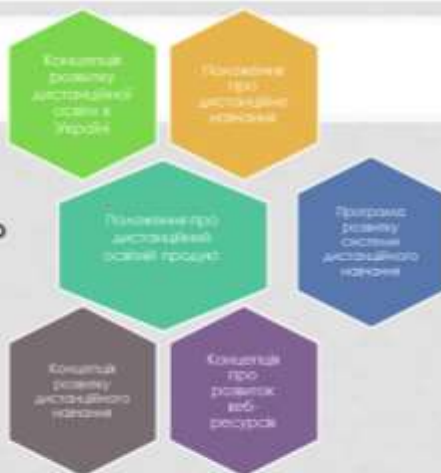 Концепція
розвитку
дистанційної
освіти в
Україні
Положення
про
дистанційне
навчання
Положення про
дистанційний
освітній продукт
Програма
розвитку
системи
дистанційного
навчання
Концепція
розвитку
дистанційного
навчання
Концепція
про
розвиток
веб-
ресурсів